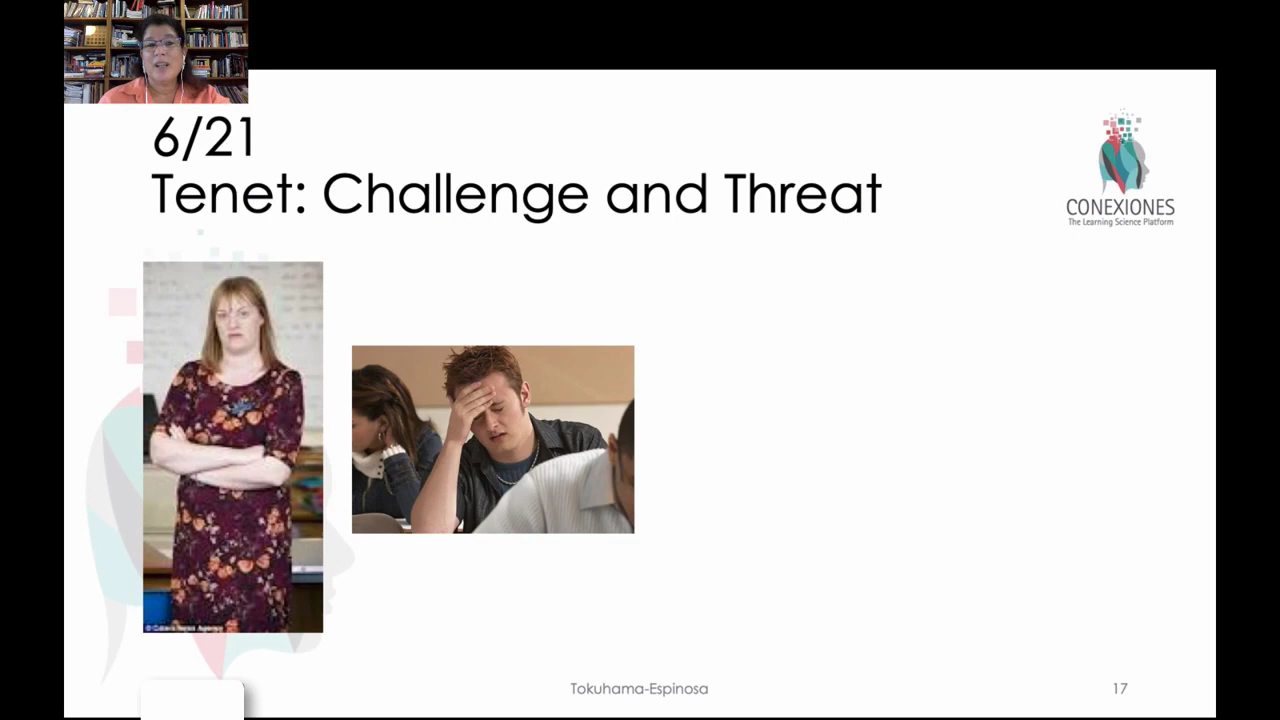 6/21
Tenet: Challenge and Threat
CONEXIONES
The Learning Science Platform
Tokuhama-Espinosa
17